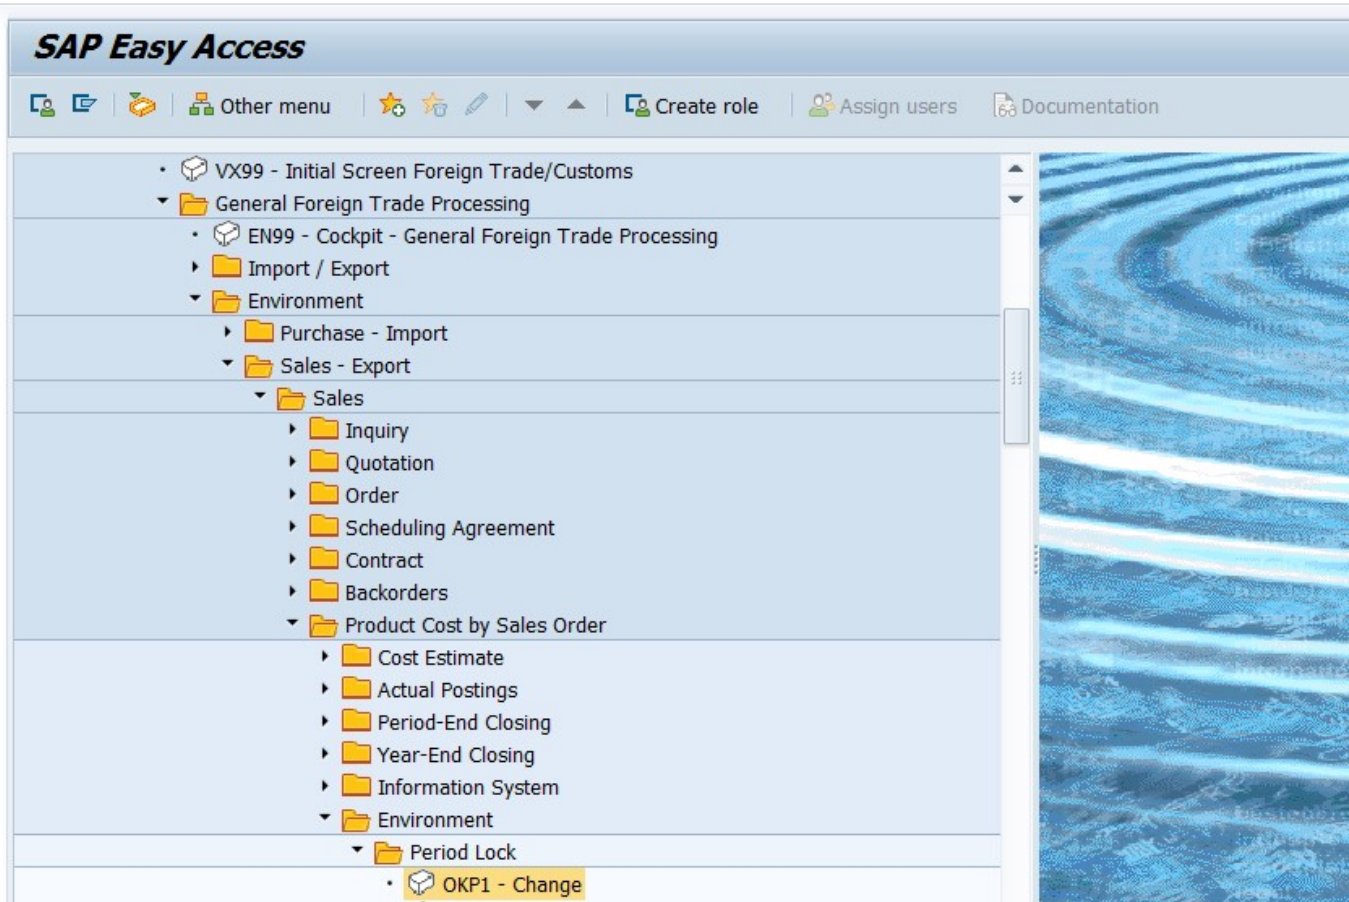 SAP Easy Access
Other menu Create role Assign users Documentation
VX99 - Initial Screen Foreign Trade/Customs
General Foreign Trade Processing
EN99 - Cockpit - General Foreign Trade Processing
Import / Export
Environment
Purchase - Import
Sales - Export
Sales
Inquiry
Quotation
Order
Scheduling Agreement
Contract
Backorders
Product Cost by Sales Order
Cost Estimate
Actual Postings
Period-End Closing
Year-End Closing
Information System
Environment
Period Lock
OKP1 - Change